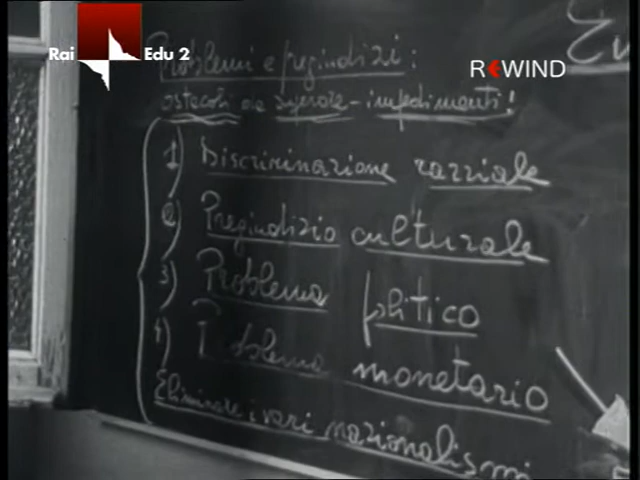 Rai Edu 2
REWIND
Problemi e pregiudizi:
ostacoli da superare - impedimenti!
1) Discriminazione razziale
2) Pregiudizio culturale
3) Problema politico
4) Problema monetario
Eliminare i vari nazionalismi